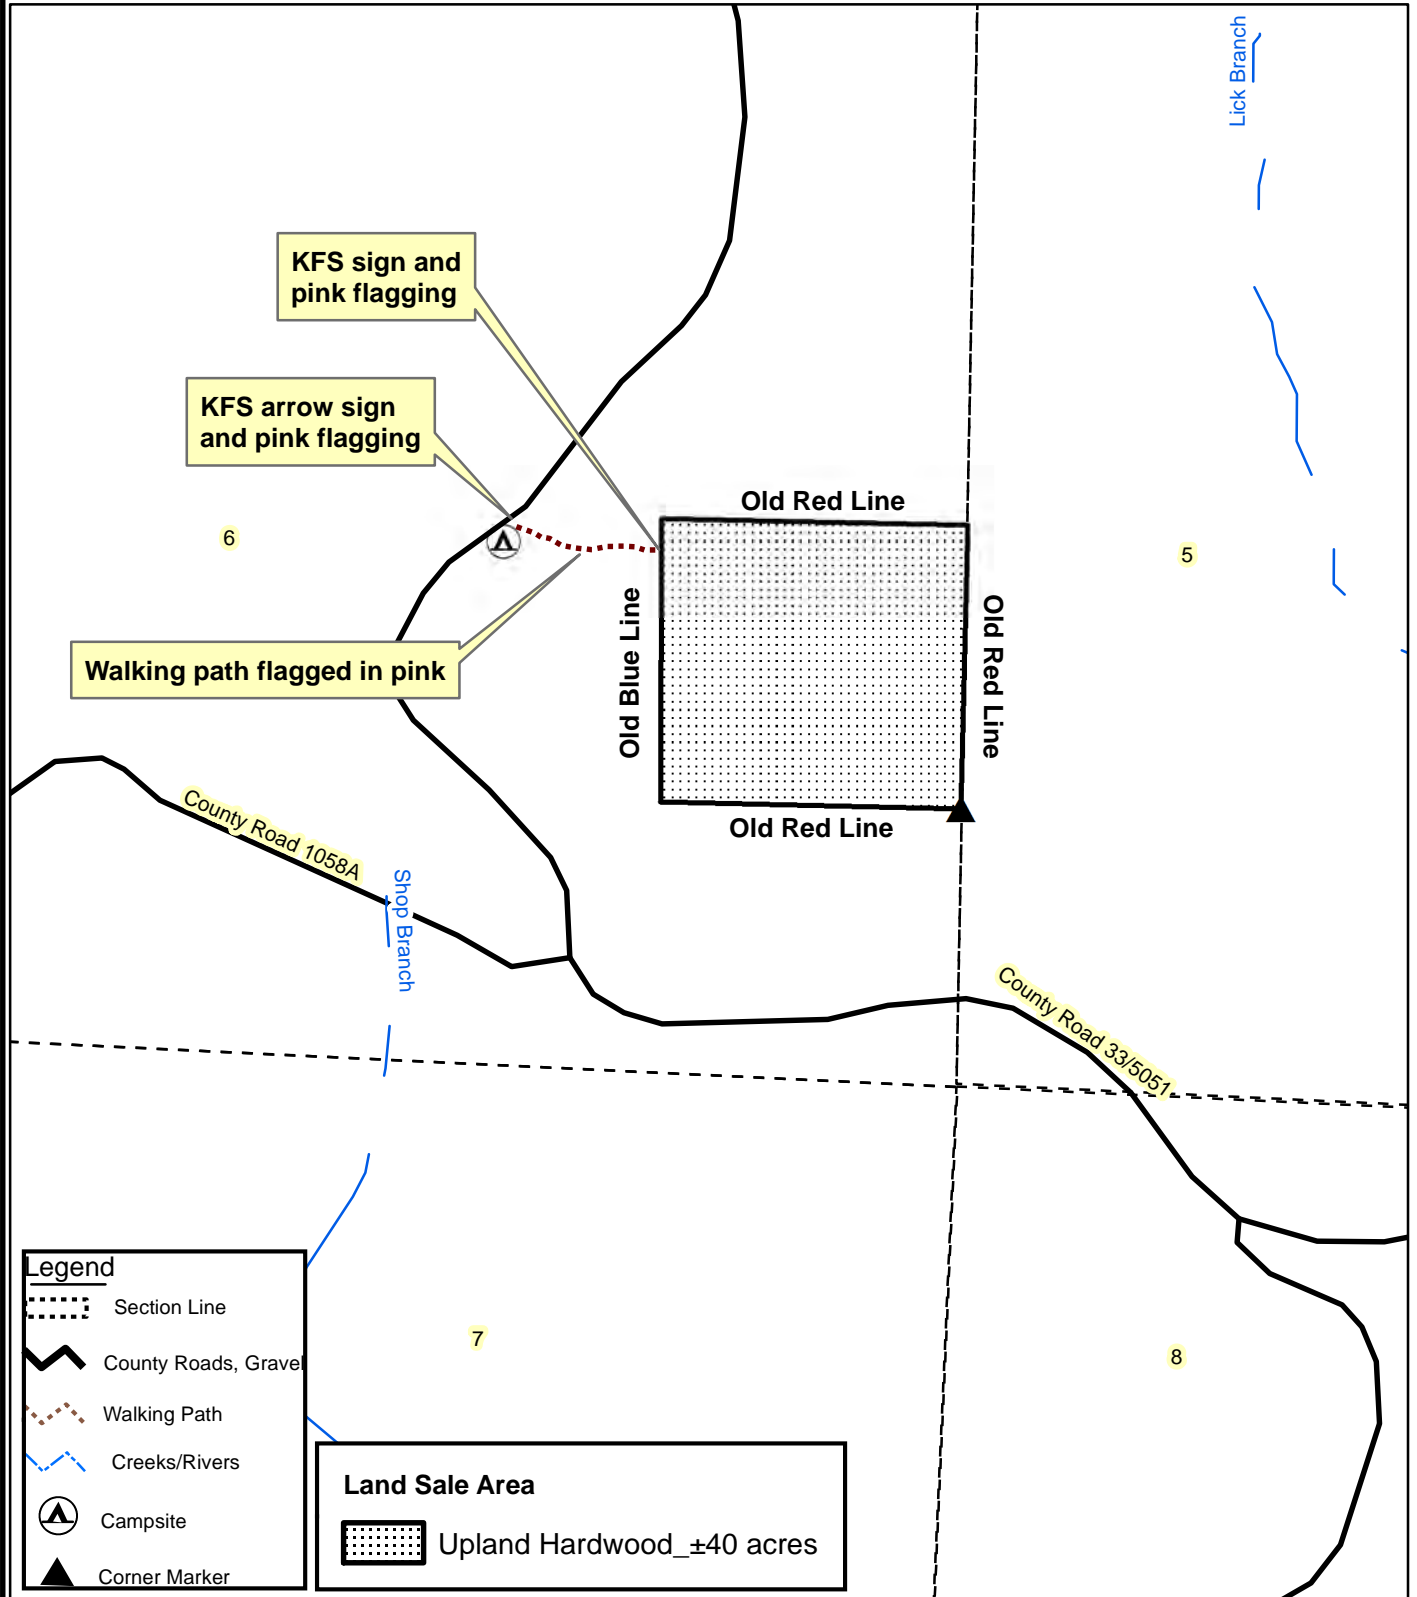 Lick Branch
KFS sign and
pink flagging
KFS arrow sign
and pink flagging
Old Red Line
6
5
Old Blue Line
Old Red Line
Walking path flagged in pink
County Road 1058A
Old Red Line
Shop Branch
County Road 33/5051
7
8
Legend
Section Line
County Roads, Gravel
Walking Path
Creeks/Rivers
Campsite
Corner Marker
Land Sale Area
Upland Hardwood_±40 acres